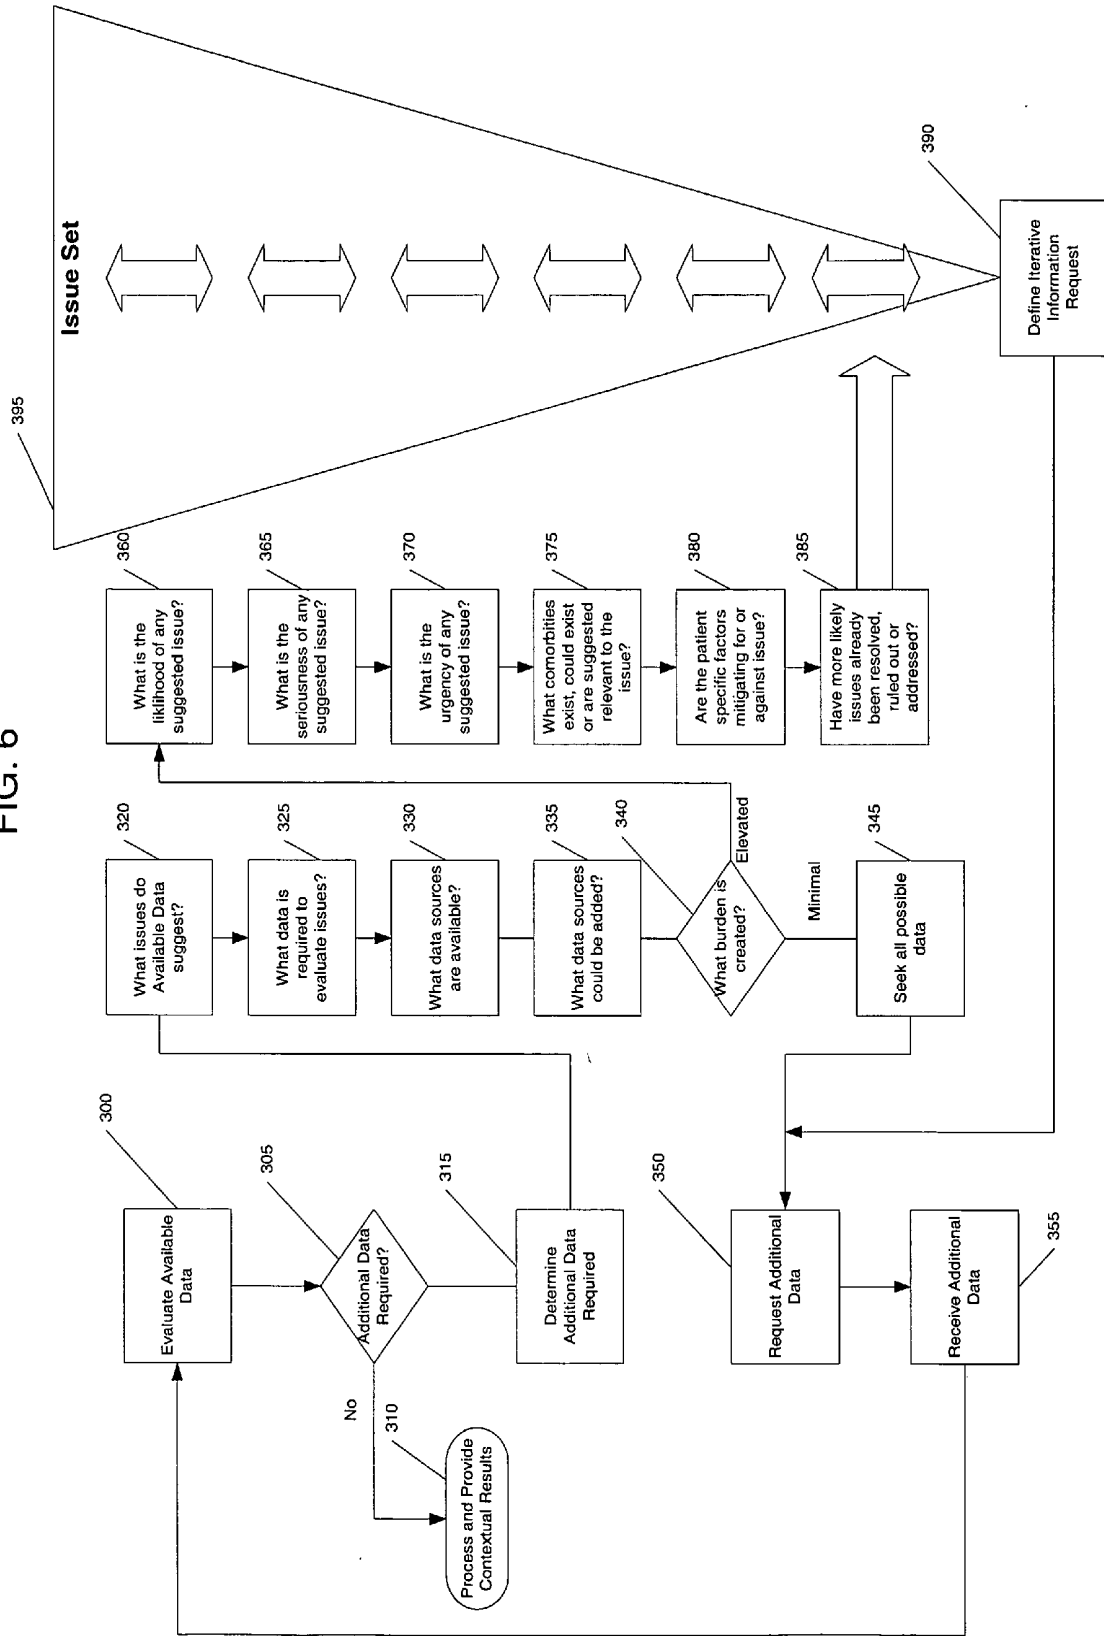 FIG. 6
300
Evaluate Available
Data
305
Additional Data
Required?
No
310
Process and Provide
Contextual Results
315
Determine
Additional Data
Required
350
Request Additional
Data
355
Receive Additional
Data
320
What issues do
Available Data
suggest?
325
What data is
required to
evaluate issues?
330
What data sources
are available?
335
What data sources
could be added?
340
What burden is
created?
Elevated
Minimal
345
Seek all possible
data
360
What is the
liklihood of any
suggested issue?
365
What is the
seriousness of any
suggested issue?
370
What is the
urgency of any
suggested issue?
375
What comorbities
exist, could exist
or are suggested
relevant to the
issue?
380
Are the patient
specific factors
mitigating for or
against issue?
385
Have more likely
issues already
been resolved,
ruled out or
addressed?
395
Issue Set
390
Define Iterative
Information
Request